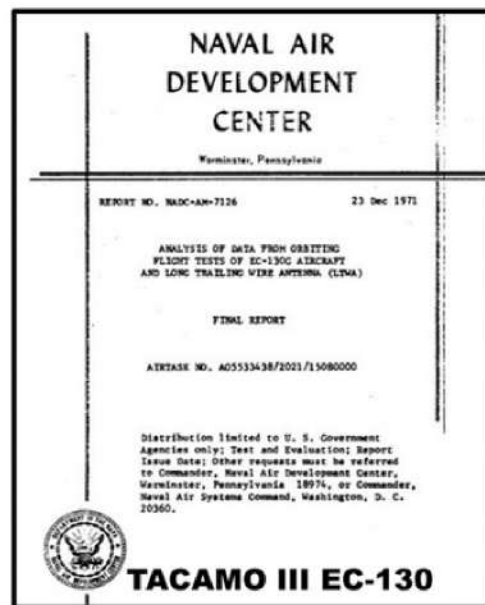 NAVAL AIR
DEVELOPMENT
CENTER
Warminster, Pennsylvania
REPORT NO. NADC-AM-7126 23 Dec 1971
ANALYSIS OF DATA FROM ORBITING
FLIGHT TESTS OF EC-130G AIRCRAFT
AND LONG TRAILING WIRE ANTENNA (LTWA)
FINAL REPORT
AIRTASK NO. A05533438/2021/15080000
Distribution limited to U. S. Government
Agencies only; Test and Evaluation; Report
Issue Date; Other requests must be referred
to Commander, Naval Air Development Center,
Warminster, Pennsylvania 18974, or Commander,
Naval Air Systems Command, Washington, D. C.
20360.
TACAMO III EC-130